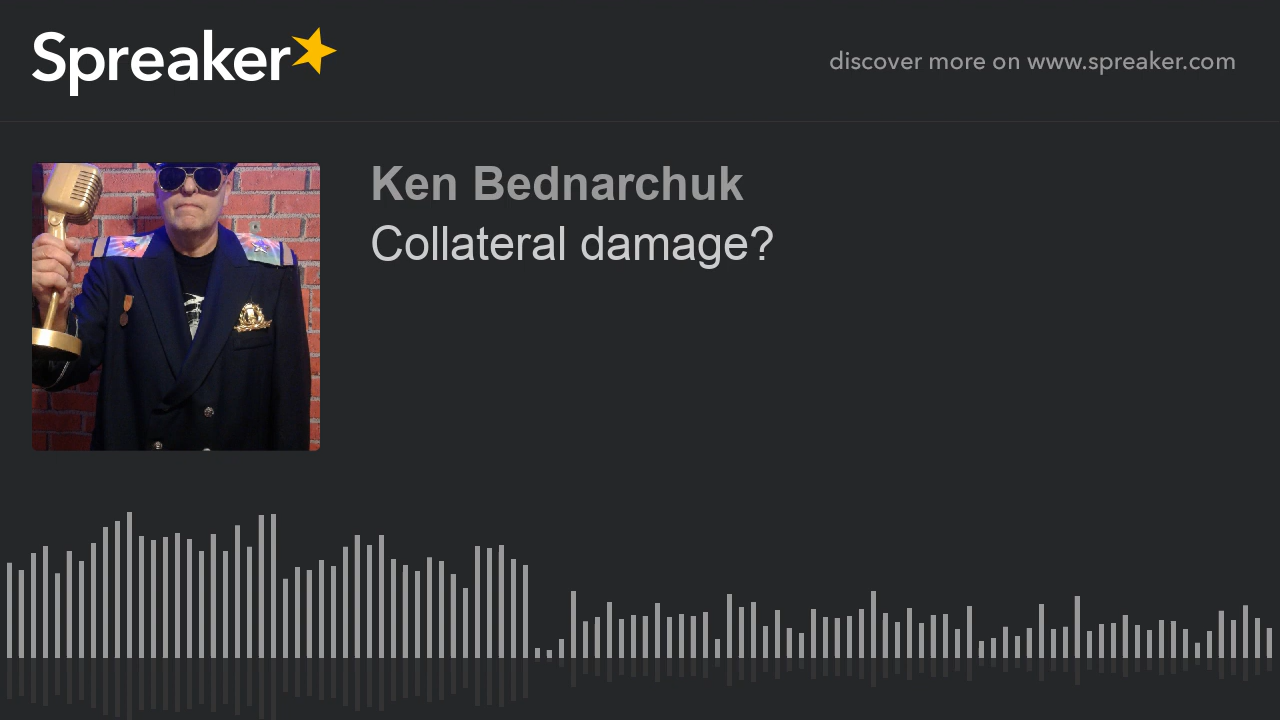 Spreaker
discover more on www.spreaker.com
Ken Bednarchuk
Collateral damage?